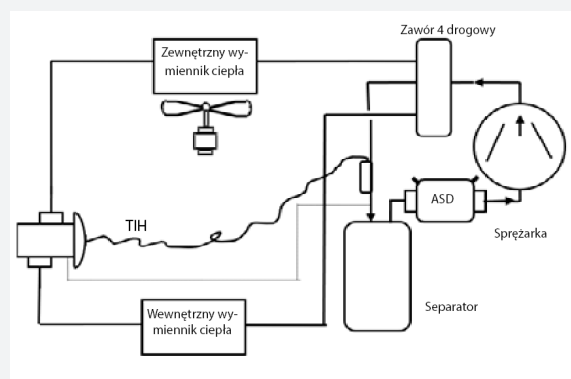 Zawór 4 drogowy
Zewnętrzny wy-
miennik ciepła
TIH
ASD
Sprężarka
Separator
Wewnętrzny wy-
miennik ciepła